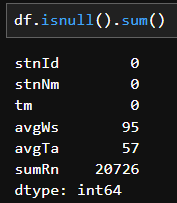 df.isnull().sum()
stnId 0
stnNm 0
tm 0
avgWs 95
avgTa 57
sumRn 20726
dtype: int64